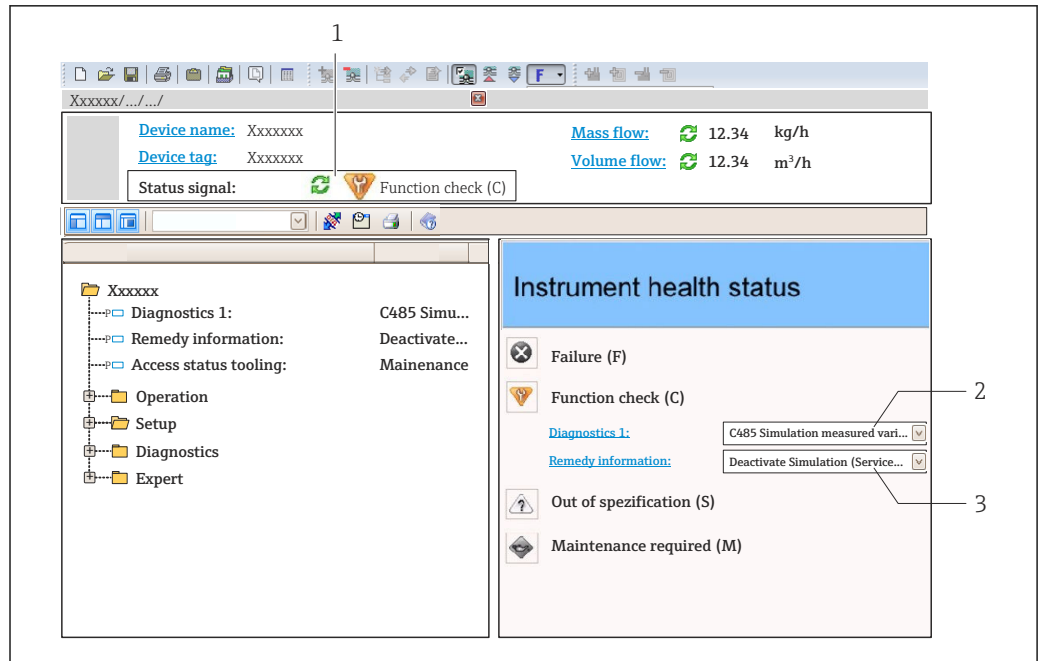 1
F
Xxxxxx/.../.../
Device name: Xxxxxxx
Mass flow: 12.34 kg/h
Device tag: Xxxxxxx
Volume flow: 12.34 m³/h
Status signal: Function check (C)
Instrument health status
Xxxxxx
Diagnostics 1: C485 Simu...
Remedy information: Deactivate...
Access status tooling: Mainenance
Operation
Setup
Diagnostics
Expert
Failure (F)
Function check (C)
2
Diagnostics 1: C485 Simulation measured vari...
Remedy information: Deactivate Simulation (Service...
Out of spezification (S)
3
Maintenance required (M)